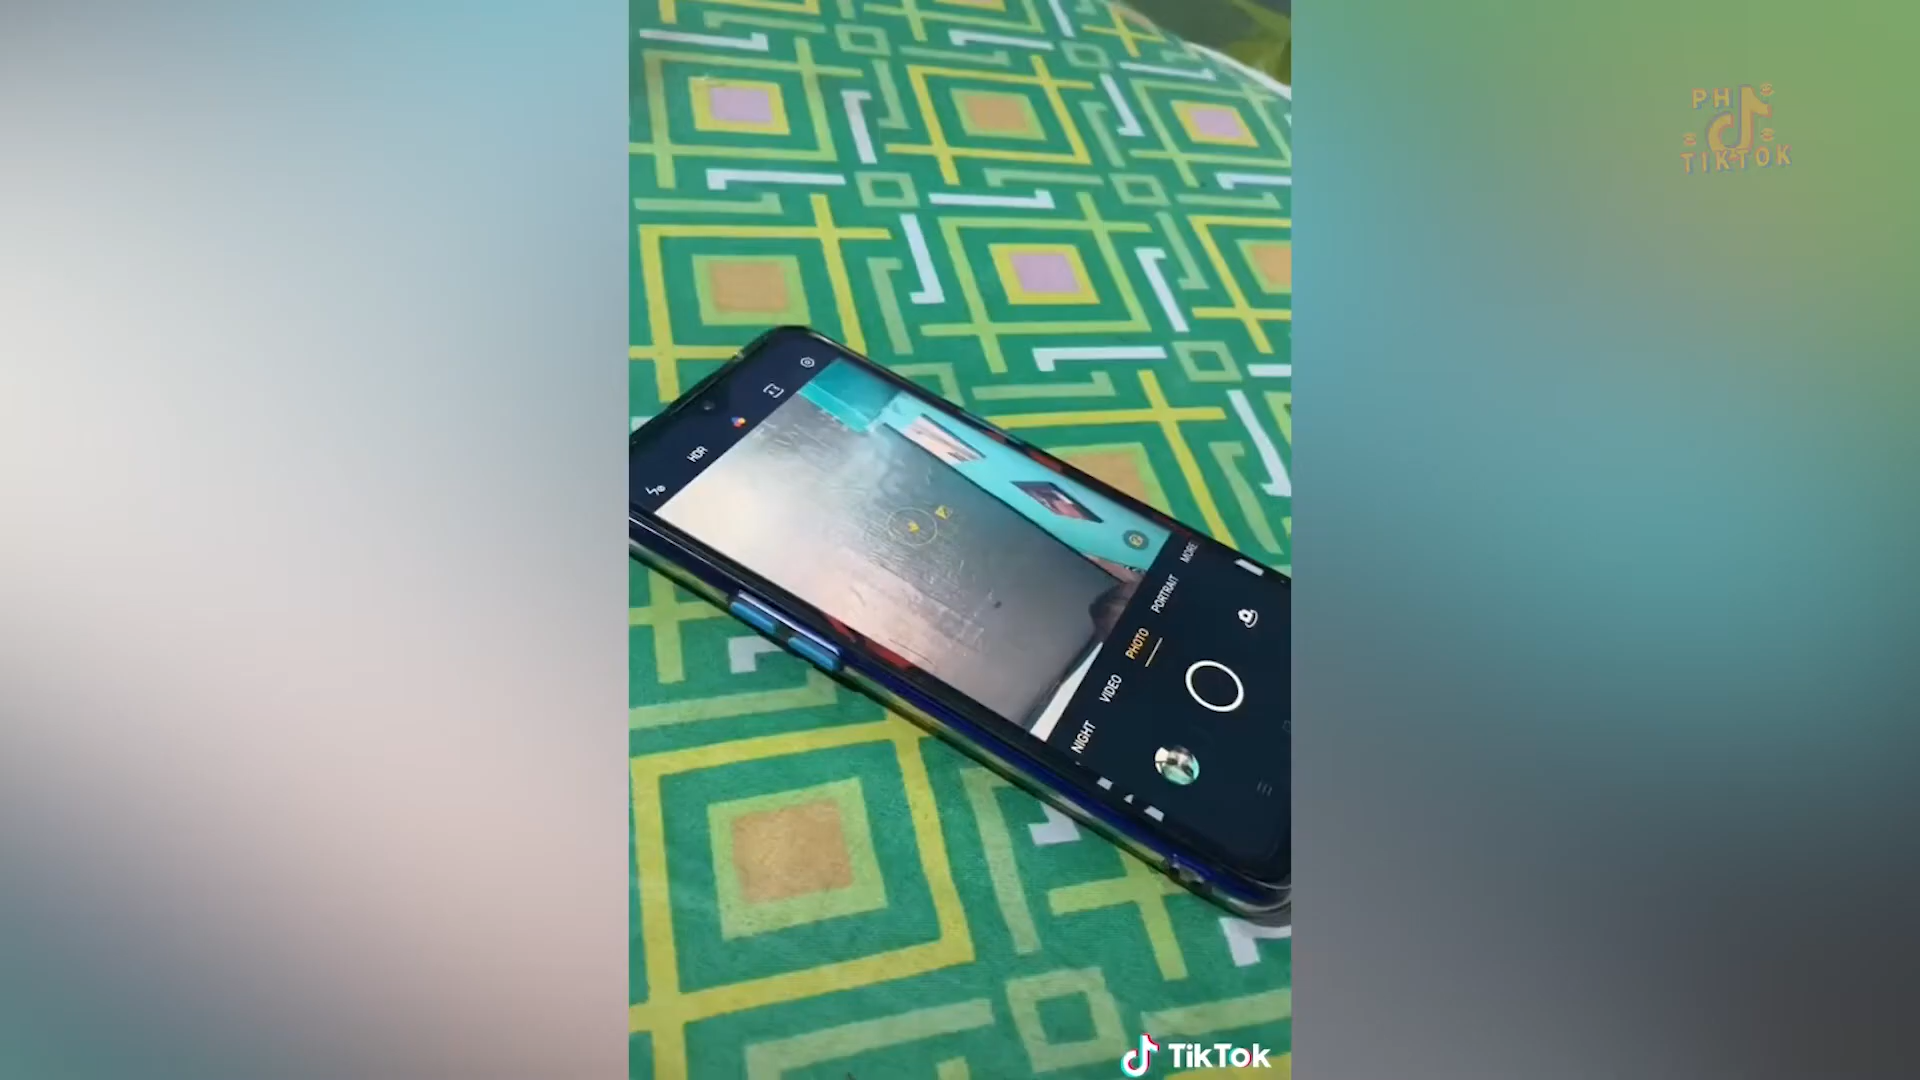 PH
TIKTOK
HDR
MORE
PORTRAIT
PHOTO
VIDEO
NIGHT
TikTok